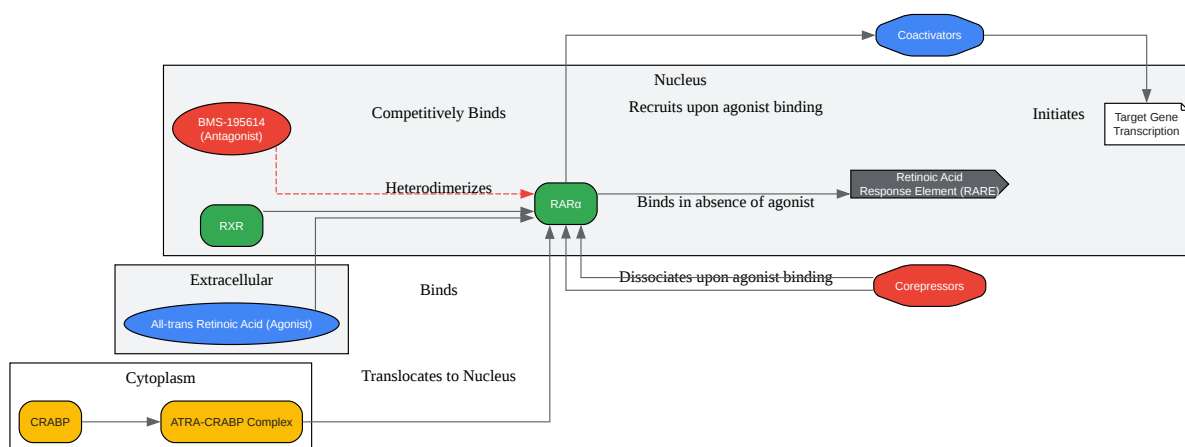 Coactivators
Nucleus
Competitively Binds
Recruits upon agonist binding
Initiates
Target Gene
Transcription
BMS-195614
(Antagonist)
Heterodimerizes
RARα
Retinoic Acid
Response Element (RARE)
Binds in absence of agonist
RXR
Extracellular
Binds
Dissociates upon agonist binding
Corepressors
All-trans Retinoic Acid (Agonist)
Cytoplasm
Translocates to Nucleus
CRABP
ATRA-CRABP Complex